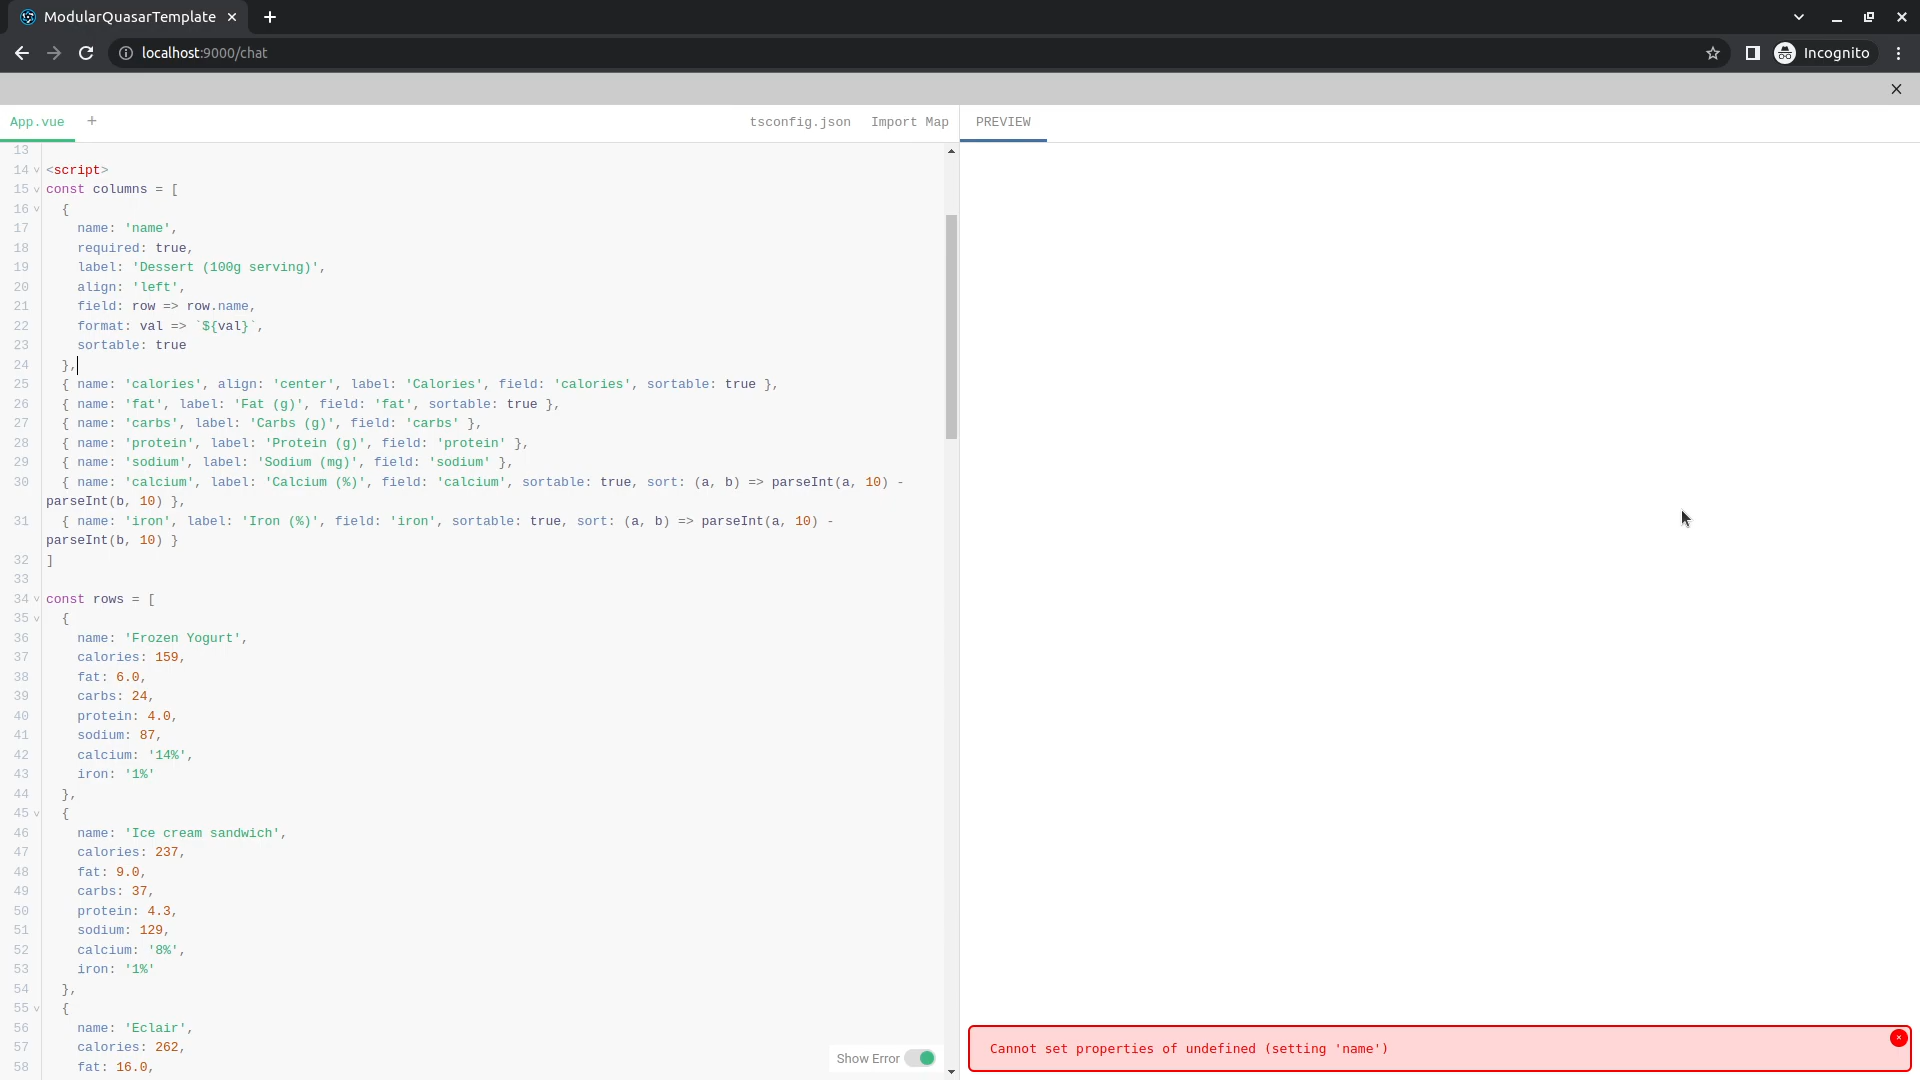 ModularQuasarTemplate
localhost:9000/chat
Incognito
App.vue
tsconfig.json
Import Map
PREVIEW
13
14 <script>
15 const columns = [
16   {
17     name: 'name',
18     required: true,
19     label: 'Dessert (100g serving)',
20     align: 'left',
21     field: row => row.name,
22     format: val => `${val}`,
23     sortable: true
24   },
25   { name: 'calories', align: 'center', label: 'Calories', field: 'calories', sortable: true },
26   { name: 'fat', label: 'Fat (g)', field: 'fat', sortable: true },
27   { name: 'carbs', label: 'Carbs (g)', field: 'carbs' },
28   { name: 'protein', label: 'Protein (g)', field: 'protein' },
29   { name: 'sodium', label: 'Sodium (mg)', field: 'sodium' },
30   { name: 'calcium', label: 'Calcium (%)', field: 'calcium', sortable: true, sort: (a, b) => parseInt(a, 10) -
parseInt(b, 10) },
31   { name: 'iron', label: 'Iron (%)', field: 'iron', sortable: true, sort: (a, b) => parseInt(a, 10) -
parseInt(b, 10) }
32 ]
33
34 const rows = [
35   {
36     name: 'Frozen Yogurt',
37     calories: 159,
38     fat: 6.0,
39     carbs: 24,
40     protein: 4.0,
41     sodium: 87,
42     calcium: '14%',
43     iron: '1%'
44   },
45   {
46     name: 'Ice cream sandwich',
47     calories: 237,
48     fat: 9.0,
49     carbs: 37,
50     protein: 4.3,
51     sodium: 129,
52     calcium: '8%',
53     iron: '1%'
54   },
55   {
56     name: 'Eclair',
57     calories: 262,
58     fat: 16.0,
Show Error
Cannot set properties of undefined (setting 'name')